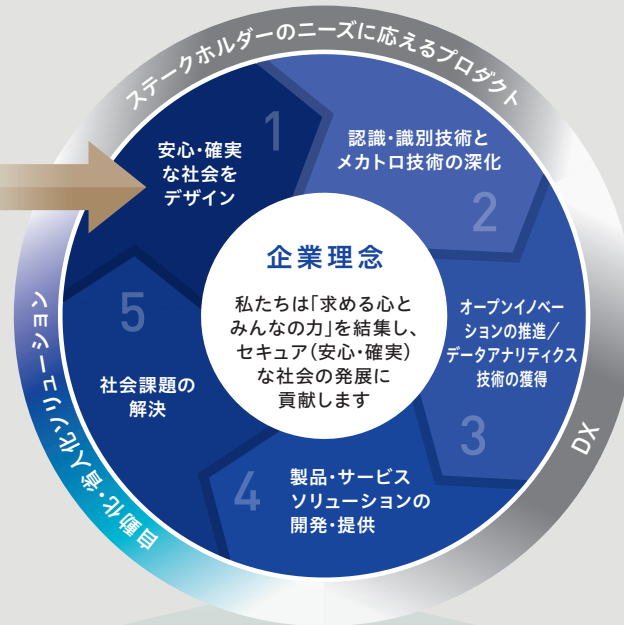 ステークホルダーのニーズに応えるプロダクト
1
安心・確実
な社会を
デザイン
認識・識別技術と
メカトロ技術の深化
2
企業理念
私たちは「求める心と
みんなの力」を結集し、
セキュア(安心・確実)
な社会の発展に
貢献します
オープンイノベー
ションの推進/
データアナリティクス
技術の獲得
3
DX
4
製品・サービス
ソリューションの
開発・提供
5
社会課題の
解決
自動化・省人化ソリューション